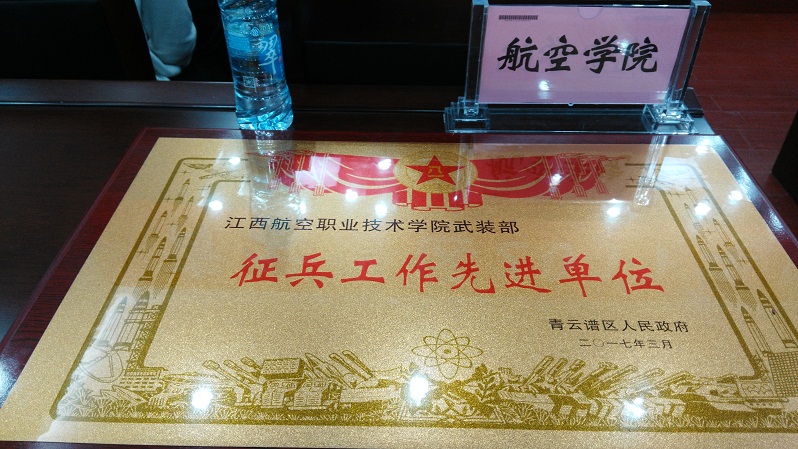 航空学院
江西航空职业技术学院武装部
征兵工作先进单位
青云谱区人民政府
二〇一七年三月